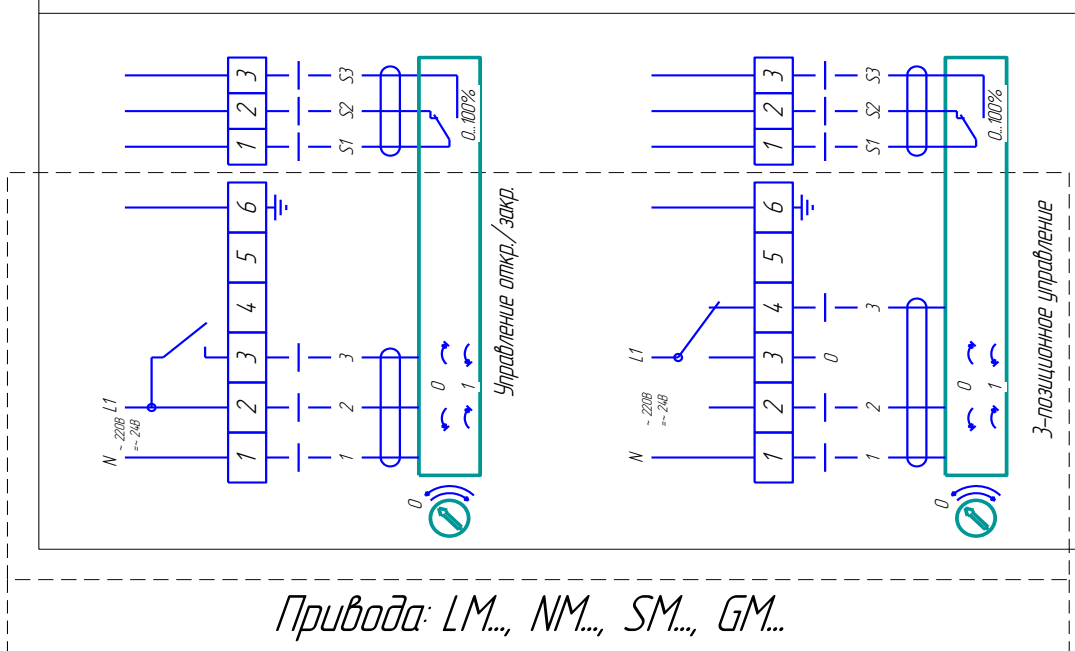 3 S3
2 S2
1 S1
0...100%
6
5
4
3 3
2 2
1 1
L1
N
~ 220В
=~ 24В
0
1
0
Управление откр./закр.
3 S3
2 S2
1 S1
0...100%
6
5
4 3
3 0
2 2
1 1
L1
N
~ 220В
=~ 24В
0
1
0
3-позиционное управление
Привода: LM..., NM..., SM..., GM...